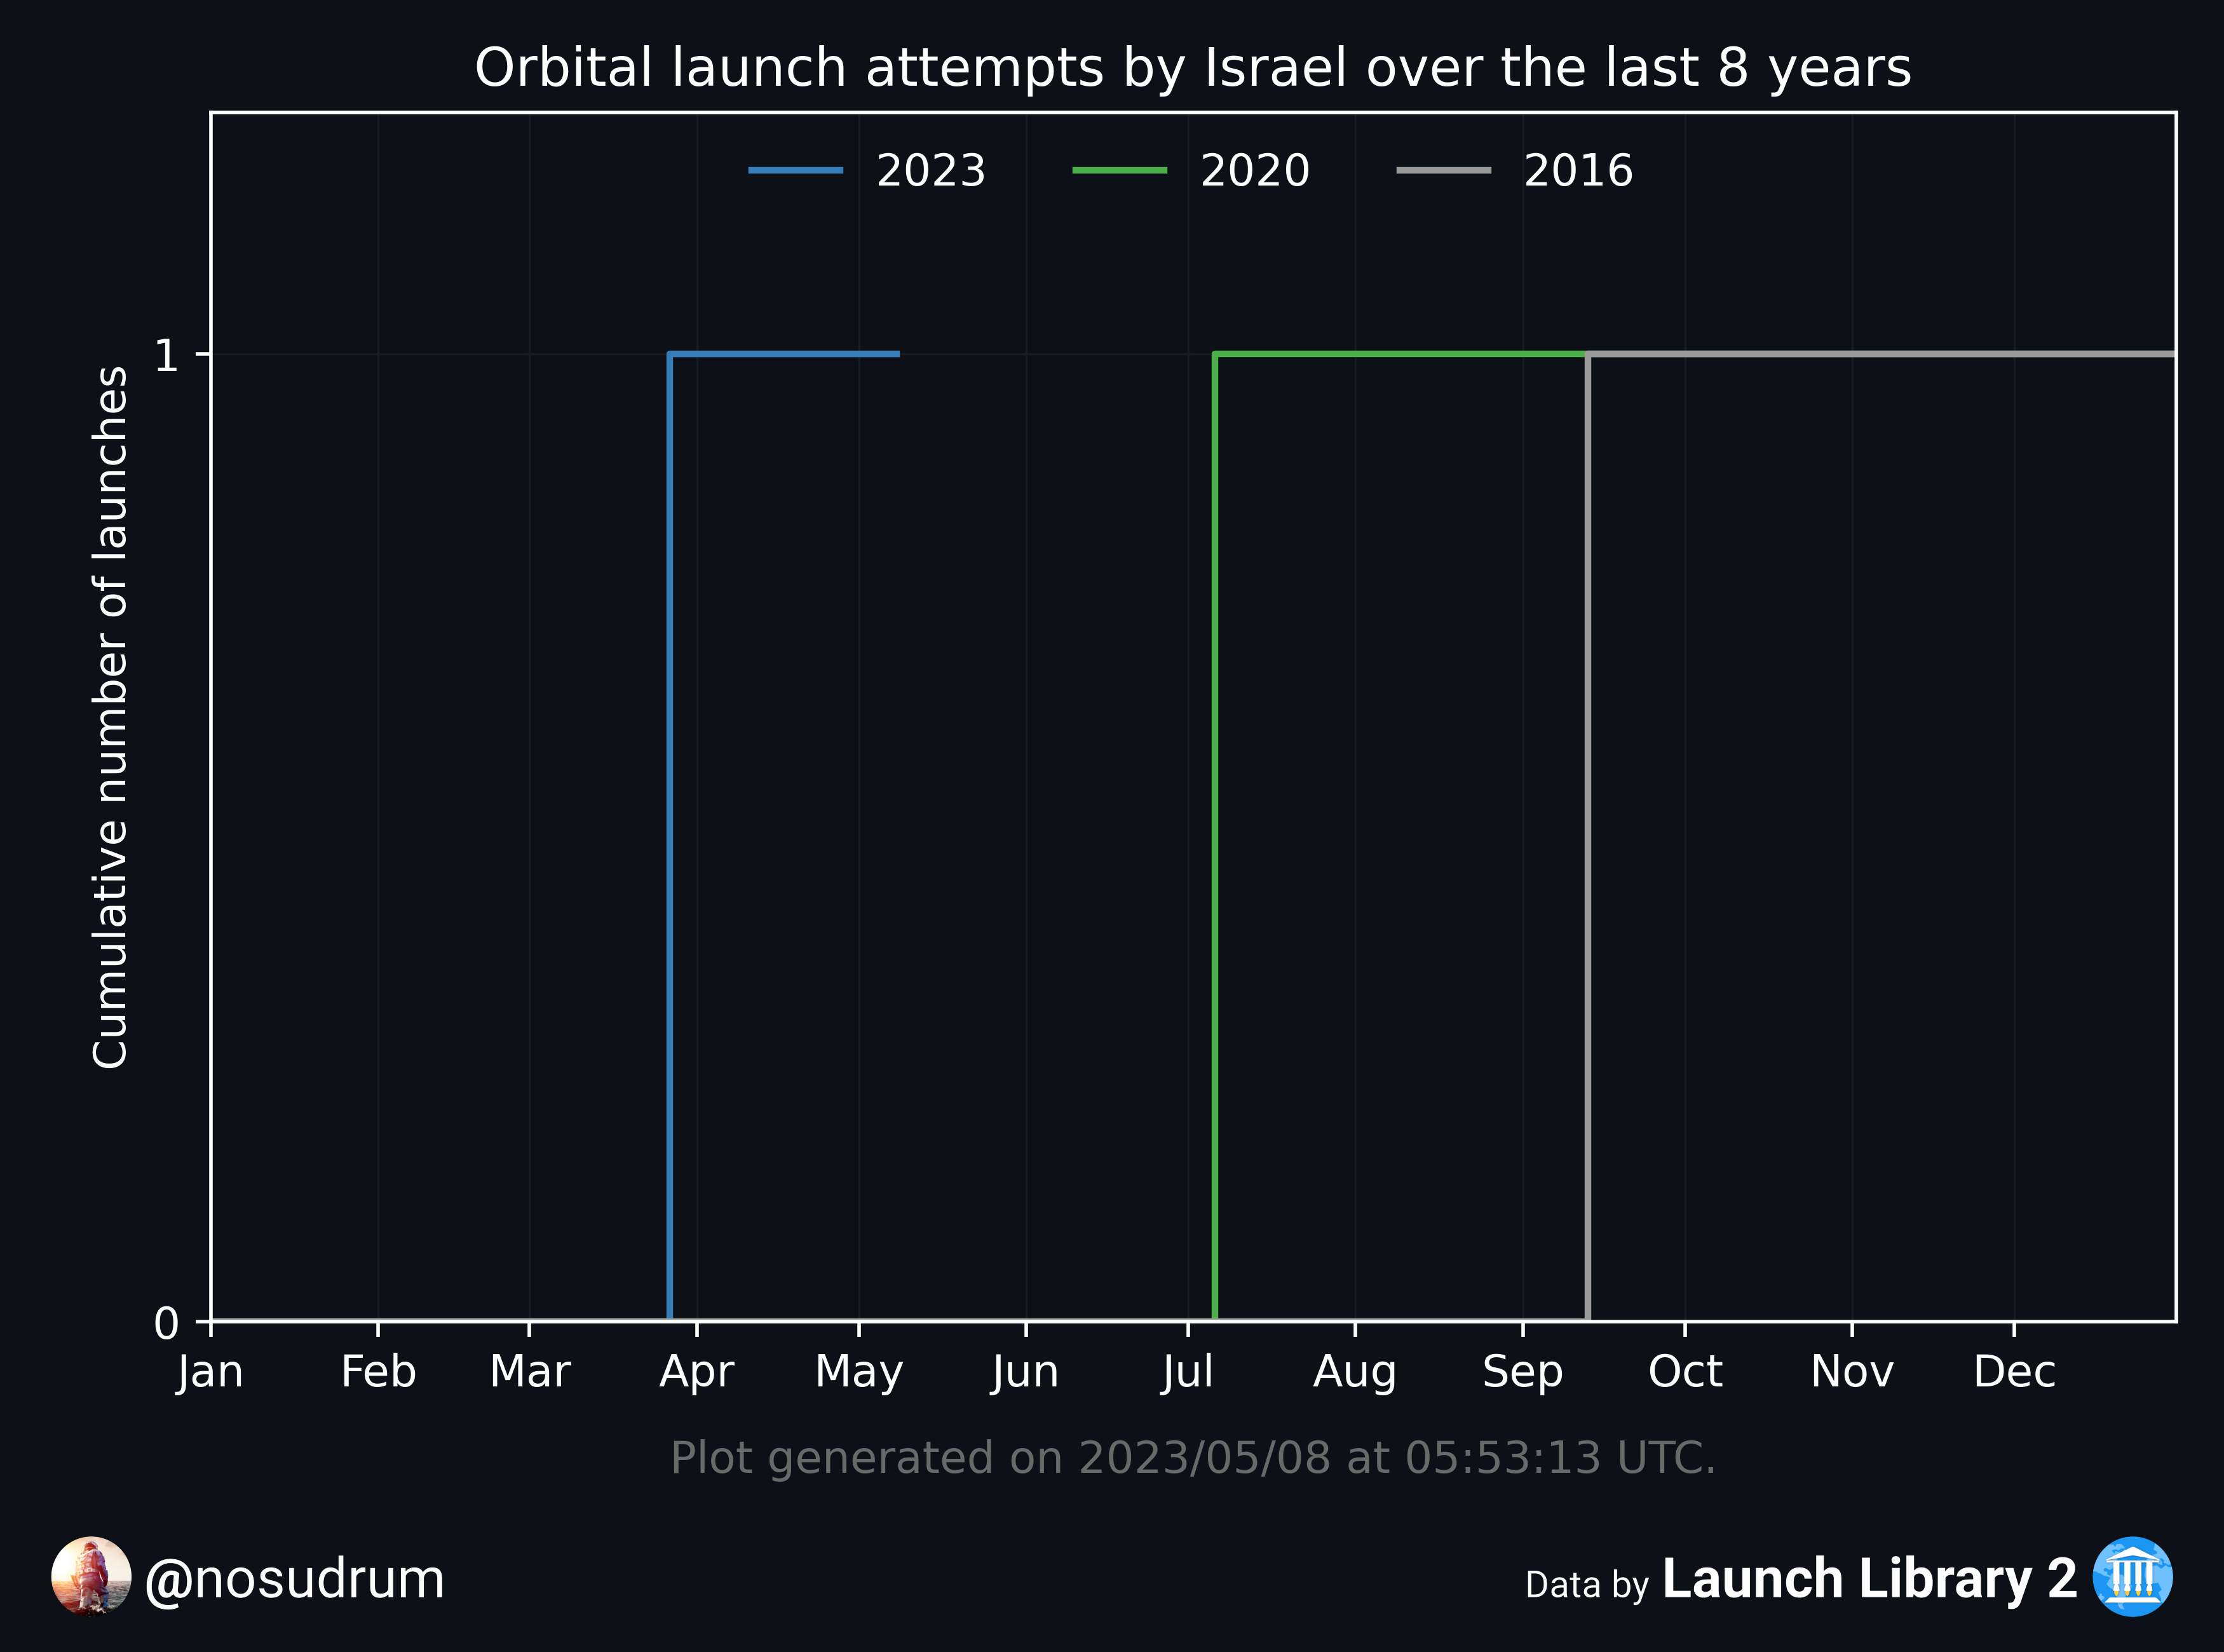 Orbital launch attempts by Israel over the last 8 years
2023 2020 2016
Cumulative number of launches
1
0
Jan Feb Mar Apr May Jun Jul Aug Sep Oct Nov Dec
Plot generated on 2023/05/08 at 05:53:13 UTC.
@nosudrum
Data by Launch Library 2